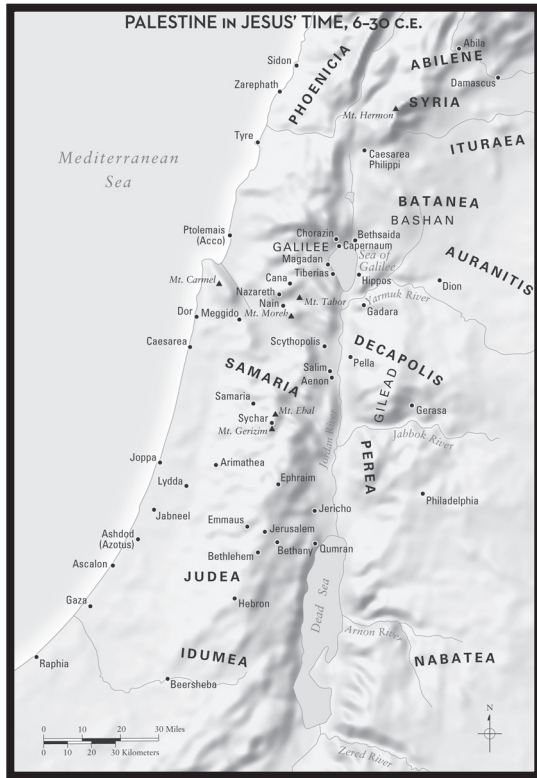 PALESTINE IN JESUS' TIME, 6–30 C.E.
Abila
ABILENE
Sidon
Damascus
PHOENICIA
Zarephath
SYRIA
Mt. Hermon
Tyre
ITURAEA
Caesarea
Philippi
Mediterranean
Sea
BATANEA
BASHAN
Ptolemais
(Acco)
Chorazin
Bethsaida
GALILEE
Capernaum
Magadan
Sea of
Galilee
AURANITIS
Mt. Carmel
Cana
Tiberias
Hippos
Dion
Nazareth
Mt. Tabor
Yarmuk River
Nain
Dor
Meggido
Mt. Moreh
Gadara
Caesarea
Scythopolis
DECAPOLIS
Pella
SAMARIA
Salim
Aenon
GILEAD
Samaria
Mt. Ebal
Gerasa
Sychar
Mt. Gerizim
Jordan River
Jabbok River
PEREA
Joppa
Arimathea
Lydda
Ephraim
Philadelphia
Jabneel
Jericho
Emmaus
Jerusalem
Ashdod
(Azotus)
Bethany
Qumran
Bethlehem
Ascalon
JUDEA
Dead Sea
Gaza
Hebron
Arnon River
IDUMEA
NABATEA
Raphia
Beersheba
N
0 10 20 30 Miles
0 10 20 30 Kilometers
Zered River